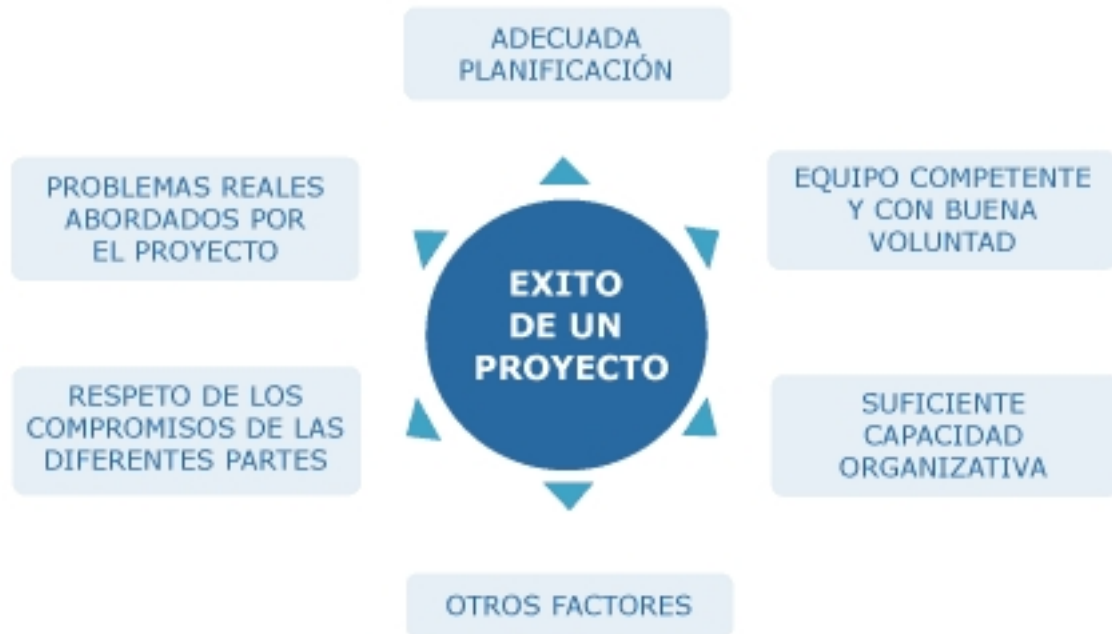 ADECUADA
PLANIFICACIÓN
PROBLEMAS REALES
ABORDADOS POR
EL PROYECTO
EQUIPO COMPETENTE
Y CON BUENA
VOLUNTAD
EXITO
DE UN
PROYECTO
RESPETO DE LOS
COMPROMISOS DE LAS
DIFERENTES PARTES
SUFICIENTE
CAPACIDAD
ORGANIZATIVA
OTROS FACTORES